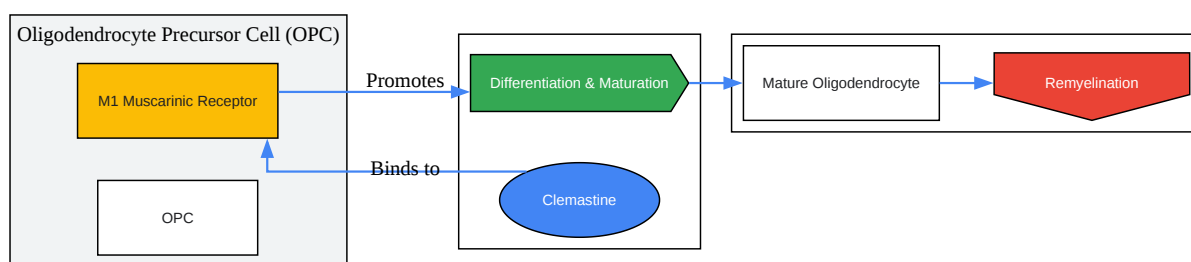 Oligodendrocyte Precursor Cell (OPC)
M1 Muscarinic Receptor
OPC
Promotes
Binds to
Differentiation & Maturation
Clemastine
Mature Oligodendrocyte
Remyelination